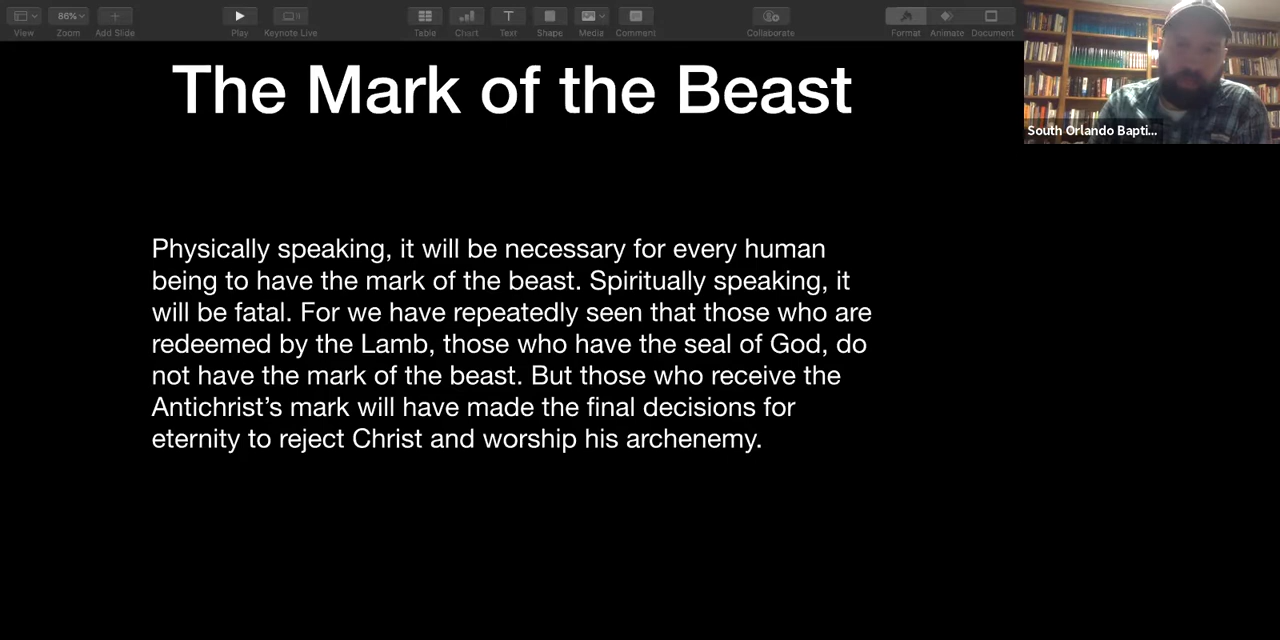 86%
View
Zoom
Add Slide
Play
Keynote Live
Table
Chart
Text
Shape
Media
Comment
Collaborate
Format
Animate
Document
The Mark of the Beast
South Orlando Bapti...
Physically speaking, it will be necessary for every human
being to have the mark of the beast. Spiritually speaking, it
will be fatal. For we have repeatedly seen that those who are
redeemed by the Lamb, those who have the seal of God, do
not have the mark of the beast. But those who receive the
Antichrist’s mark will have made the final decisions for
eternity to reject Christ and worship his archenemy.